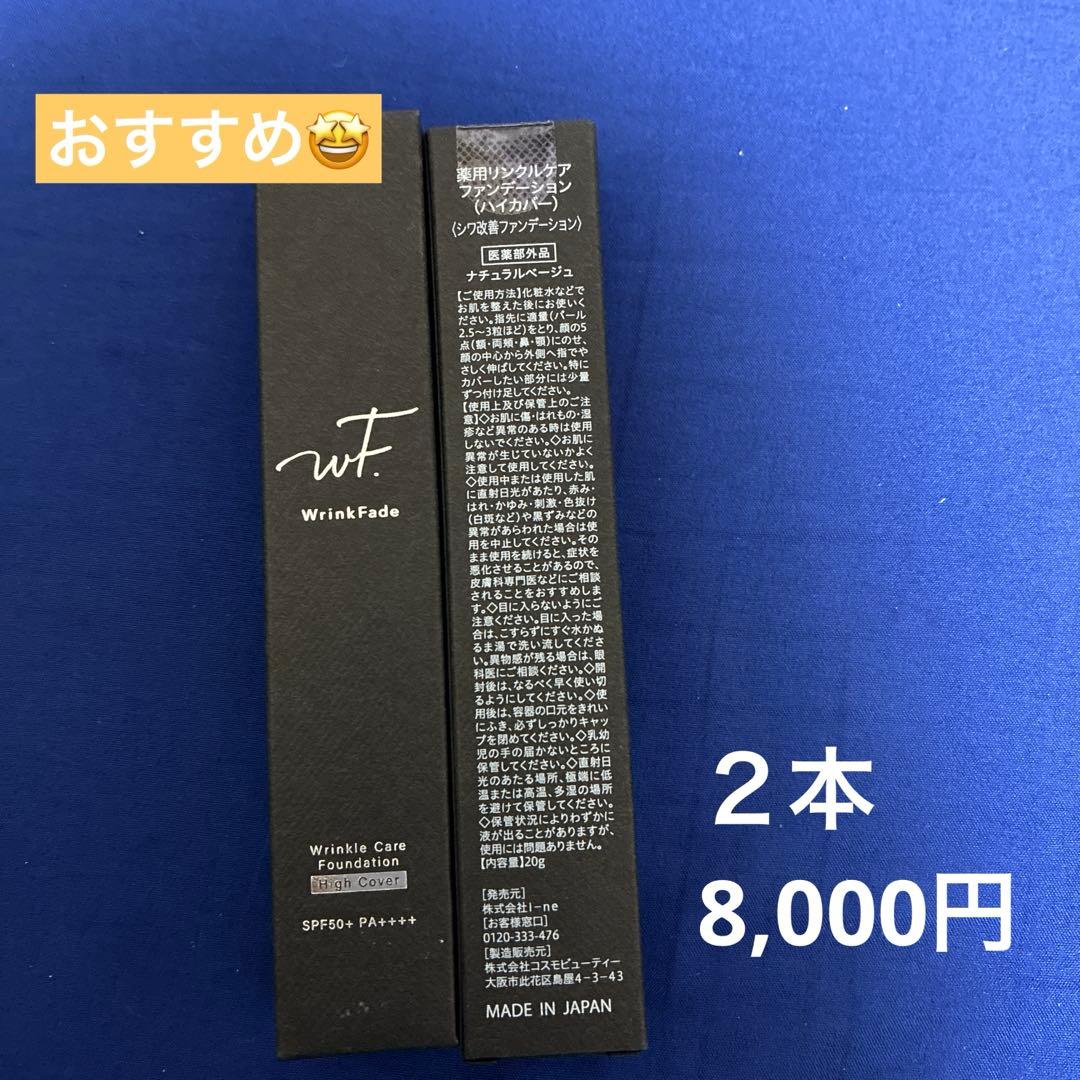 おすすめ🤩
wF.
WrinkFade
Wrinkle Care
Foundation
High Cover
SPF50+ PA++++
薬用リンクルケア
ファンデーション
(ハイカバー)
〈シワ改善ファンデーション〉
医薬部外品
ナチュラルベージュ
【ご使用方法】化粧水などで
お肌を整えた後にお使いく
ださい。指先に適量(パール
2.5〜3粒ほど)をとり、顔の5
点(額・両頬・鼻・顎)にのせ、
顔の中心から外側へ指でや
さしく伸ばしてください。特に
カバーしたい部分には少量
ずつ付け足してください。
【使用上及び保管上のご注
意】◇お肌に傷・はれもの・湿
疹など異常のある時は使用
しないでください。◇お肌に
異常が生じていないかよく
注意して使用してください。
◇使用中または使用した肌
に直射日光があたり、赤み・
はれ・かゆみ・刺激・色抜け
(白斑など)や黒ずみなどの
異常があらわれた場合は使
用を中止してください。その
まま使用を続けると、症状を
悪化させることがあるので、
皮膚科専門医などにご相談
されることをおすすめしま
す。◇目に入らないようにご
注意ください。目に入った場
合は、こすらずにすぐ水かぬ
るま湯で洗い流してくださ
い。異物感が残る場合は、眼
科医にご相談ください。◇開
封後は、なるべく早く使い切
るようにしてください。◇使
用後は、容器の口元をきれい
にふき、必ずしっかりキャッ
プを閉めてください。◇乳幼
児の手の届かないところに
保管してください。◇直射日
光のあたる場所、極端に低
温または高温、多湿の場所
を避けて保管してください。
◇保管状況によりわずかに
液が出ることがありますが、
使用には問題ありません。
【内容量】20g
[発売元]
株式会社I-ne
[お客様窓口]
0120-333-476
[製造販売元]
株式会社コスモビューティー
大阪市此花区島屋4-3-43
MADE IN JAPAN
２本
8,000円